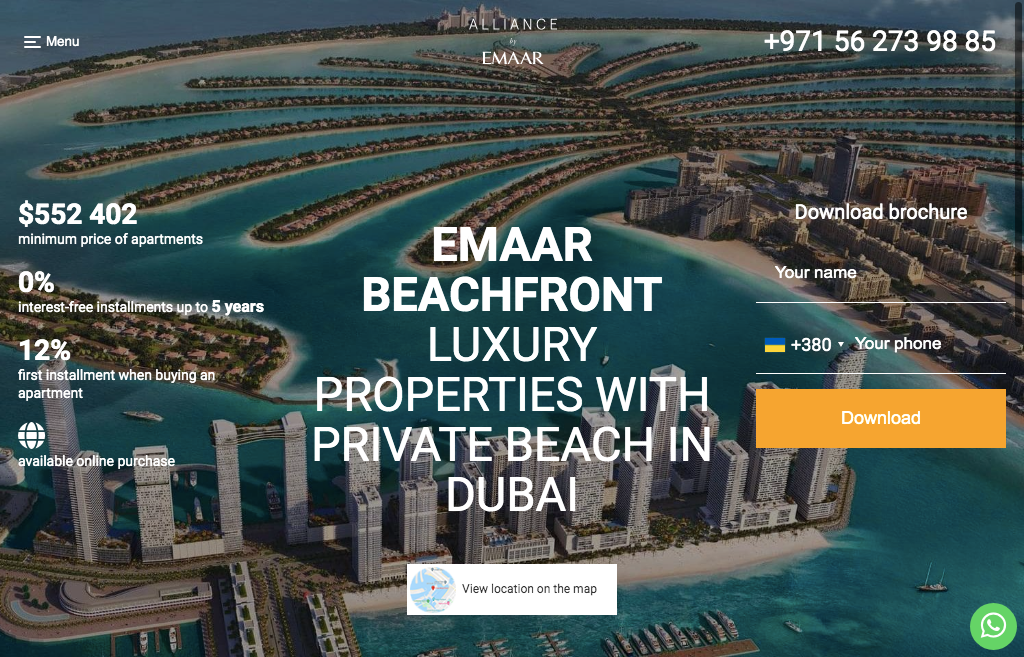 Menu
ALLIANCE
by
EMAAR
+971 56 273 98 85
$552 402
minimum price of apartments
0%
interest-free installments up to 5 years
12%
first installment when buying an
apartment
available online purchase
EMAAR
BEACHFRONT
LUXURY
PROPERTIES WITH
PRIVATE BEACH IN
DUBAI
View location on the map
Download brochure
Your name
+380
Your phone
Download